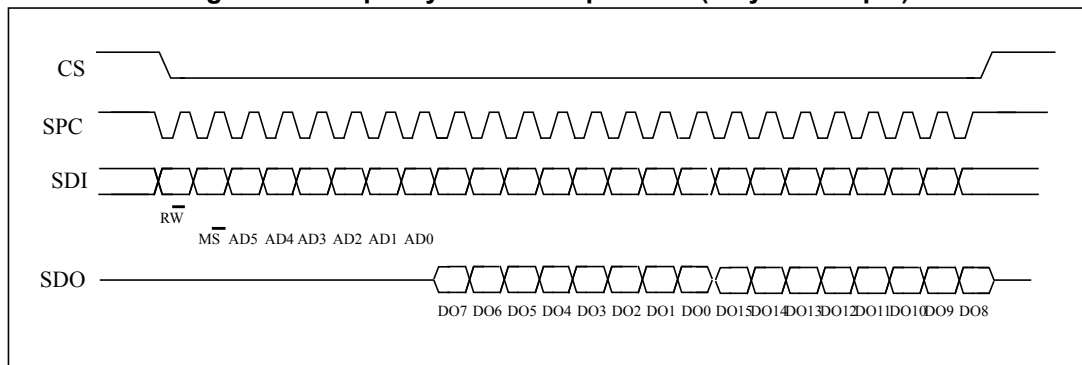 CS
SPC
SDI
RW
MS AD5 AD4 AD3 AD2 AD1 AD0
SDO
DO7 DO6 DO5 DO4 DO3 DO2 DO1 DO0 DO15 DO14 DO13 DO12 DO11 DO10 DO9 DO8